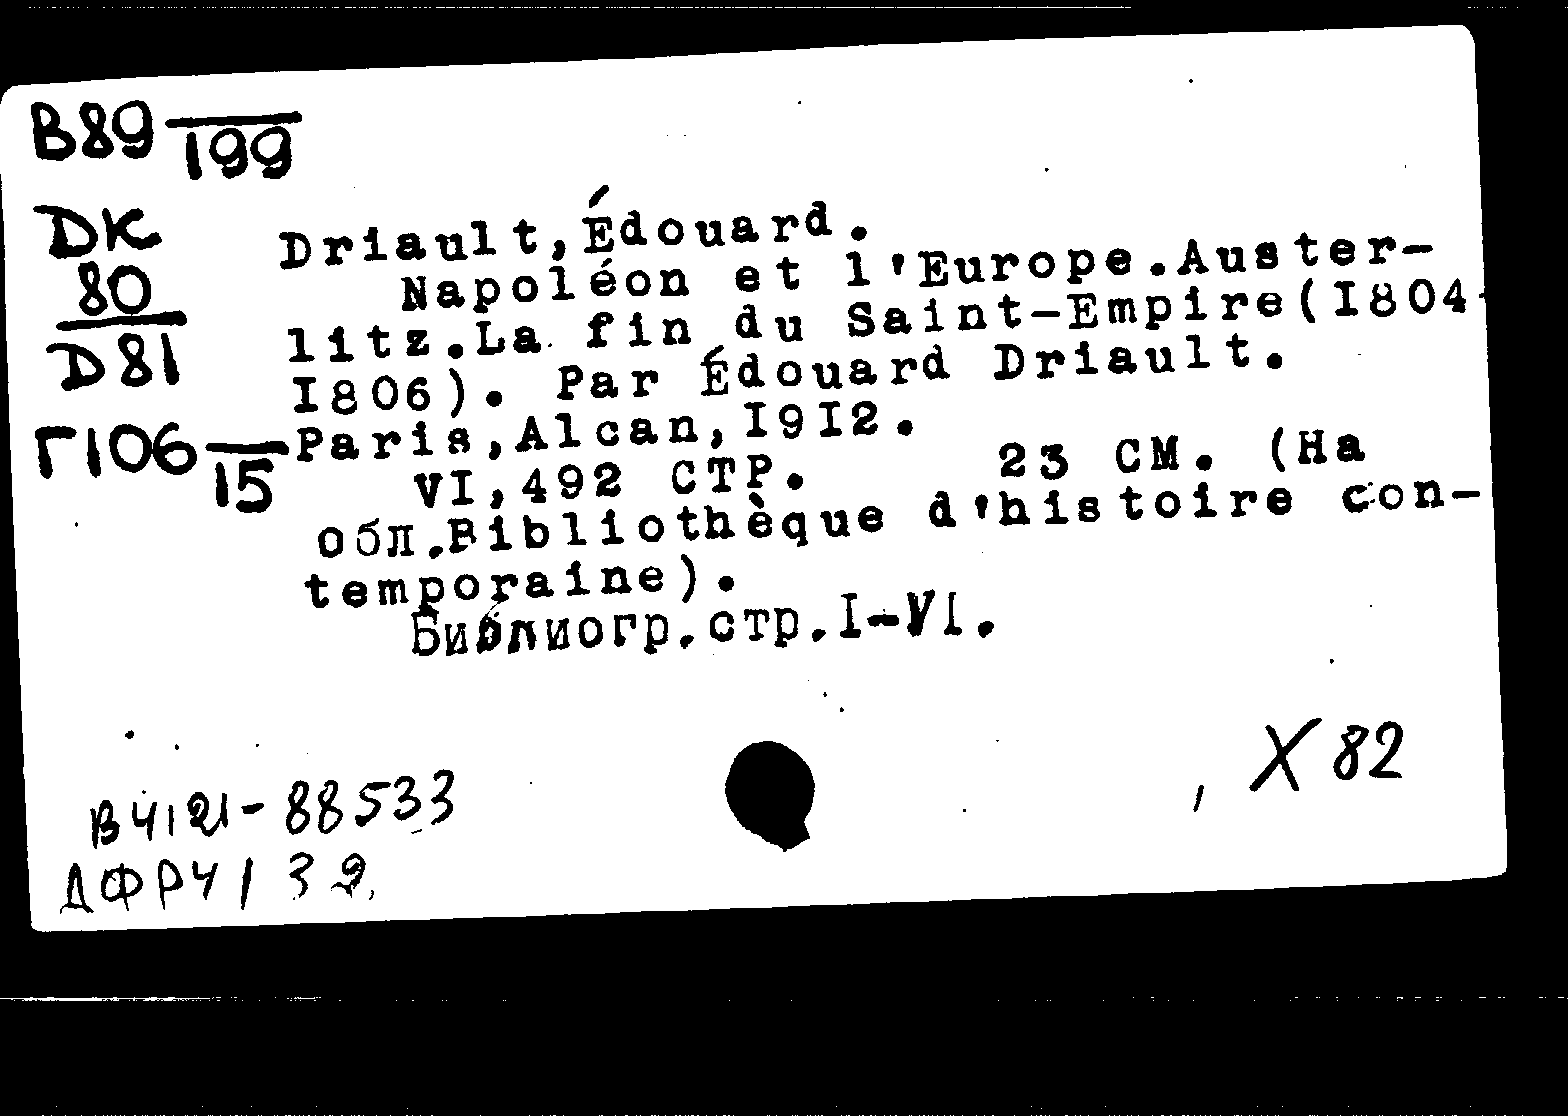 В89 199
DK
80
D81
Г106 15
Driault,Édouard.
Napoléon et l'Europe.Auster-
litz.La fin du Saint-Empire(I804-
I806). Par Édouard Driault.
Paris,Alcan,I9I2.
VI,492 СТР. 23 СМ. (На
обл.Bibliothèque d'histoire con-
temporaine).
Библиогр.стр.I-VI.
X 82
В4121-88533
ДФР4132